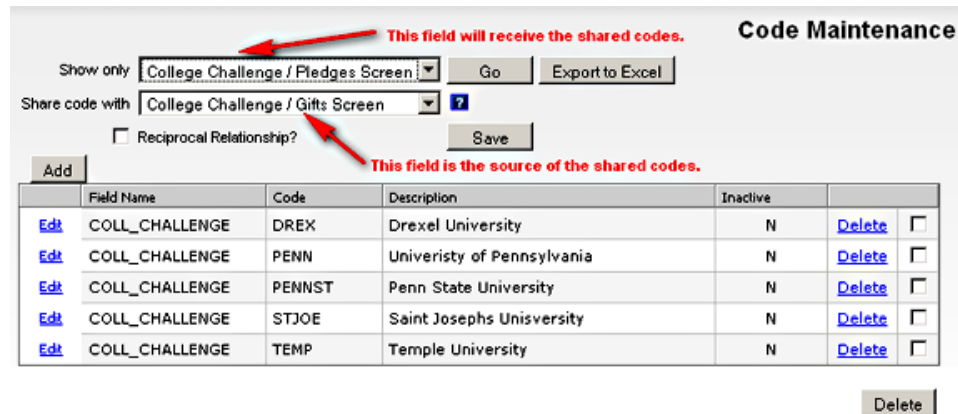 Code Maintenance
This field will receive the shared codes.
Show only College Challenge / Pledges Screen Go Export to Excel
Share code with College Challenge / Gifts Screen ?
Reciprocal Relationship? Save
This field is the source of the shared codes.
Add
Field Name Code Description Inactive
Edit COLL_CHALLENGE DREX Drexel University N Delete
Edit COLL_CHALLENGE PENN Univeristy of Pennsylvania N Delete
Edit COLL_CHALLENGE PENNST Penn State University N Delete
Edit COLL_CHALLENGE STJOE Saint Josephs Unisversity N Delete
Edit COLL_CHALLENGE TEMP Temple University N Delete
Delete